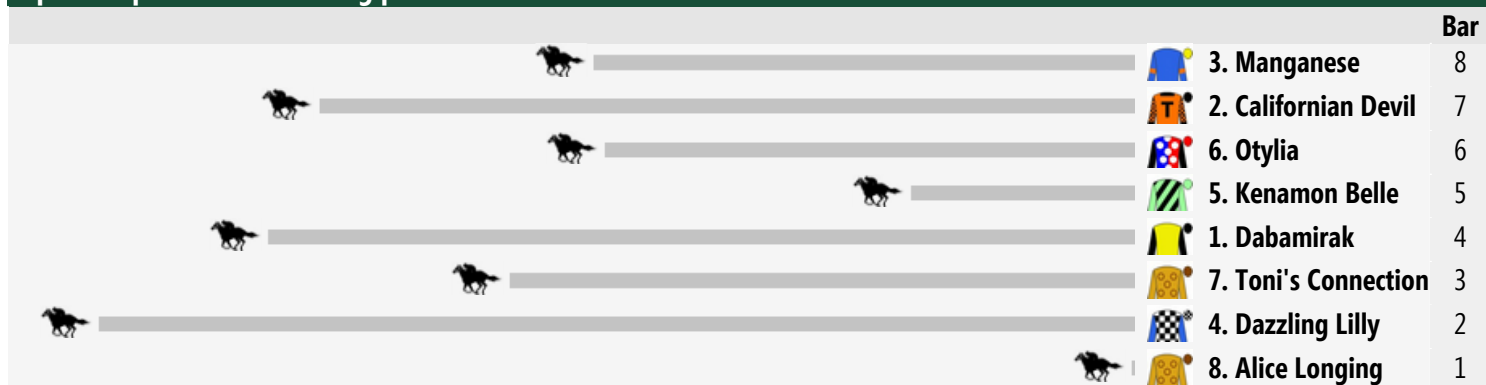 Bar
3. Manganese 8
2. Californian Devil 7
T
6. Otylia 6
5. Kenamon Belle 5
1. Dabamirak 4
7. Toni's Connection 3
4. Dazzling Lilly 2
8. Alice Longing 1